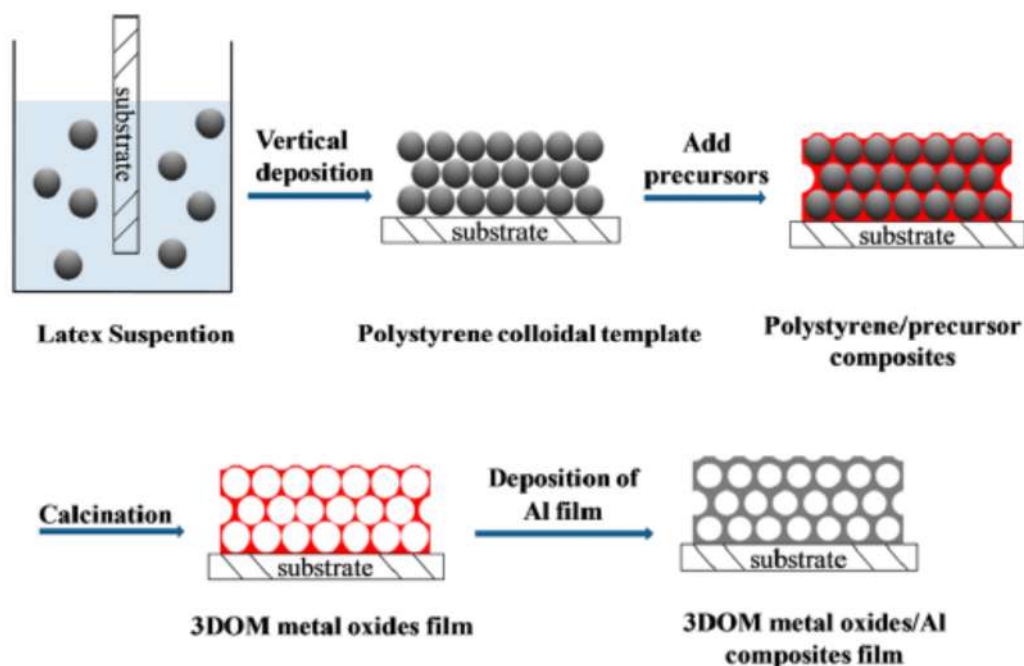 substrate
Vertical
deposition
substrate
Add
precursors
substrate
Latex Suspention
Polystyrene colloidal template
Polystyrene/precursor
composites
Calcination
substrate
Deposition of
Al film
substrate
3DOM metal oxides film
3DOM metal oxides/Al
composites film